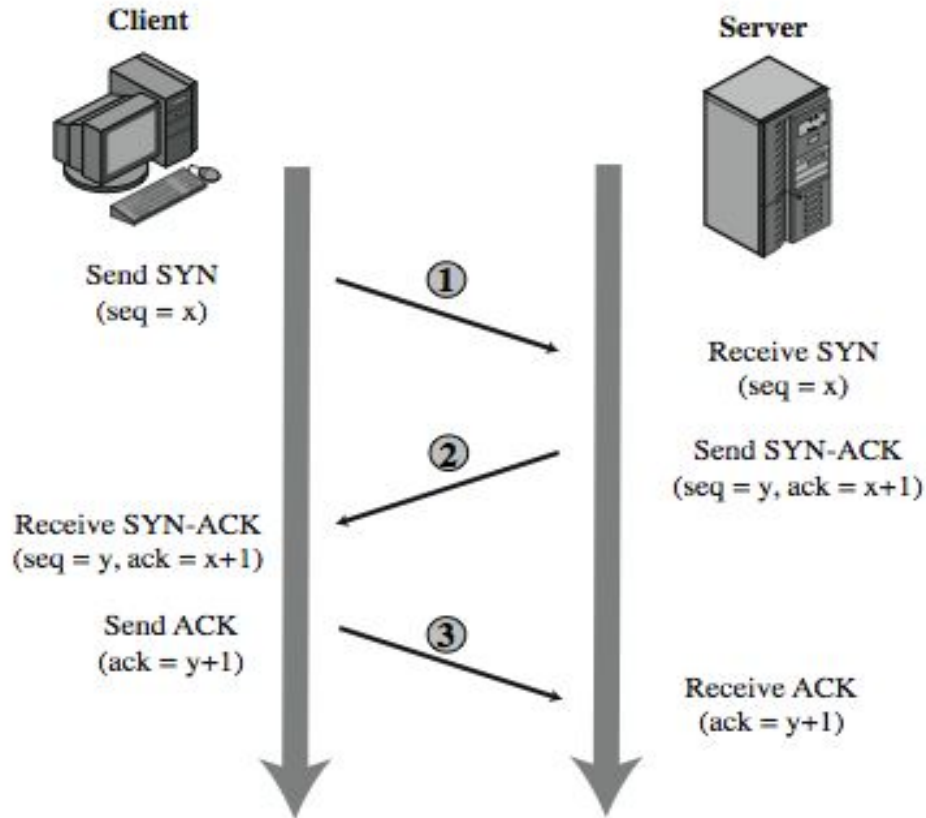 Client
Server
Send SYN
(seq = x)
1
Receive SYN
(seq = x)
2
Send SYN-ACK
(seq = y, ack = x+1)
Receive SYN-ACK
(seq = y, ack = x+1)
Send ACK
(ack = y+1)
3
Receive ACK
(ack = y+1)